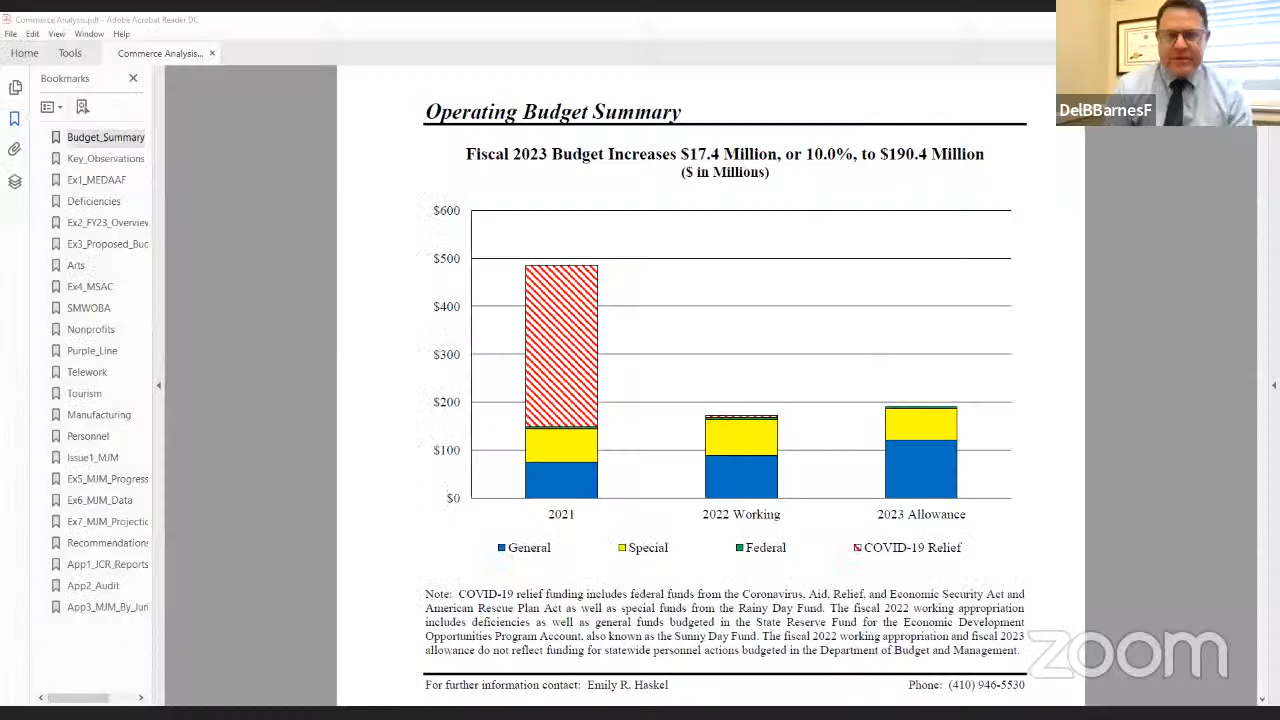 Commerce Analysis.pdf - Adobe Acrobat Reader DC
File Edit View Window Help
Home Tools Commerce Analysis... ×
Bookmarks ×
Budget_Summary
Key_Observations
Ex1_MEDAAF
Deficiencies
Ex2_FY23_Overview
Ex3_Proposed_Buc
Arts
Ex4_MSAC
SMWOBA
Nonprofits
Purple_Line
Telework
Tourism
Manufacturing
Personnel
Issue1_MJM
Ex5_MJM_Progress
Ex6_MJM_Data
Ex7_MJM_Projectic
Recommendations
App1_JCR_Reports
App2_Audit
App3_MJM_By_Juri
Operating Budget Summary
Fiscal 2023 Budget Increases $17.4 Million, or 10.0%, to $190.4 Million
($ in Millions)
$600
$500
$400
$300
$200
$100
$0
2021 2022 Working 2023 Allowance
General Special Federal COVID-19 Relief
Note: COVID-19 relief funding includes federal funds from the Coronavirus, Aid, Relief, and Economic Security Act and
American Rescue Plan Act as well as special funds from the Rainy Day Fund. The fiscal 2022 working appropriation
includes deficiencies as well as general funds budgeted in the State Reserve Fund for the Economic Development
Opportunities Program Account, also known as the Sunny Day Fund. The fiscal 2022 working appropriation and fiscal 2023
allowance do not reflect funding for statewide personnel actions budgeted in the Department of Budget and Management.
For further information contact: Emily R. Haskel Phone: (410) 946-5530
DelBBarnesF
zoom